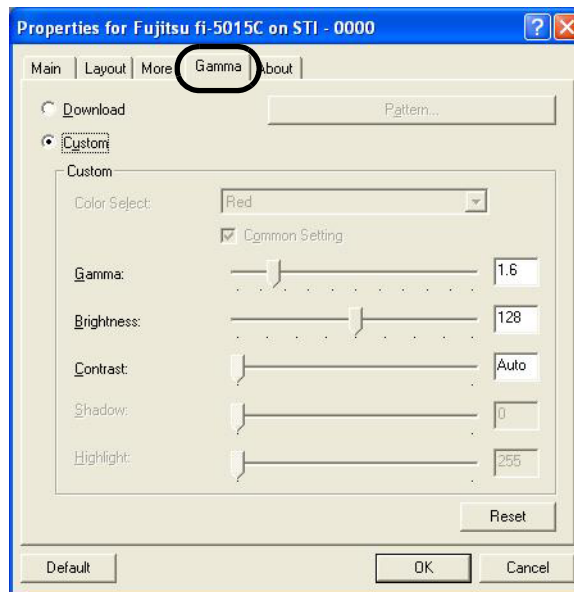 Properties for Fujitsu fi-5015C on STI - 0000
Main Layout More Gamma About
Download Pattern...
Custom
Custom
Color Select: Red
Common Setting
Gamma: 1.6
Brightness: 128
Contrast: Auto
Shadow: 0
Highlight: 255
Reset
Default OK Cancel